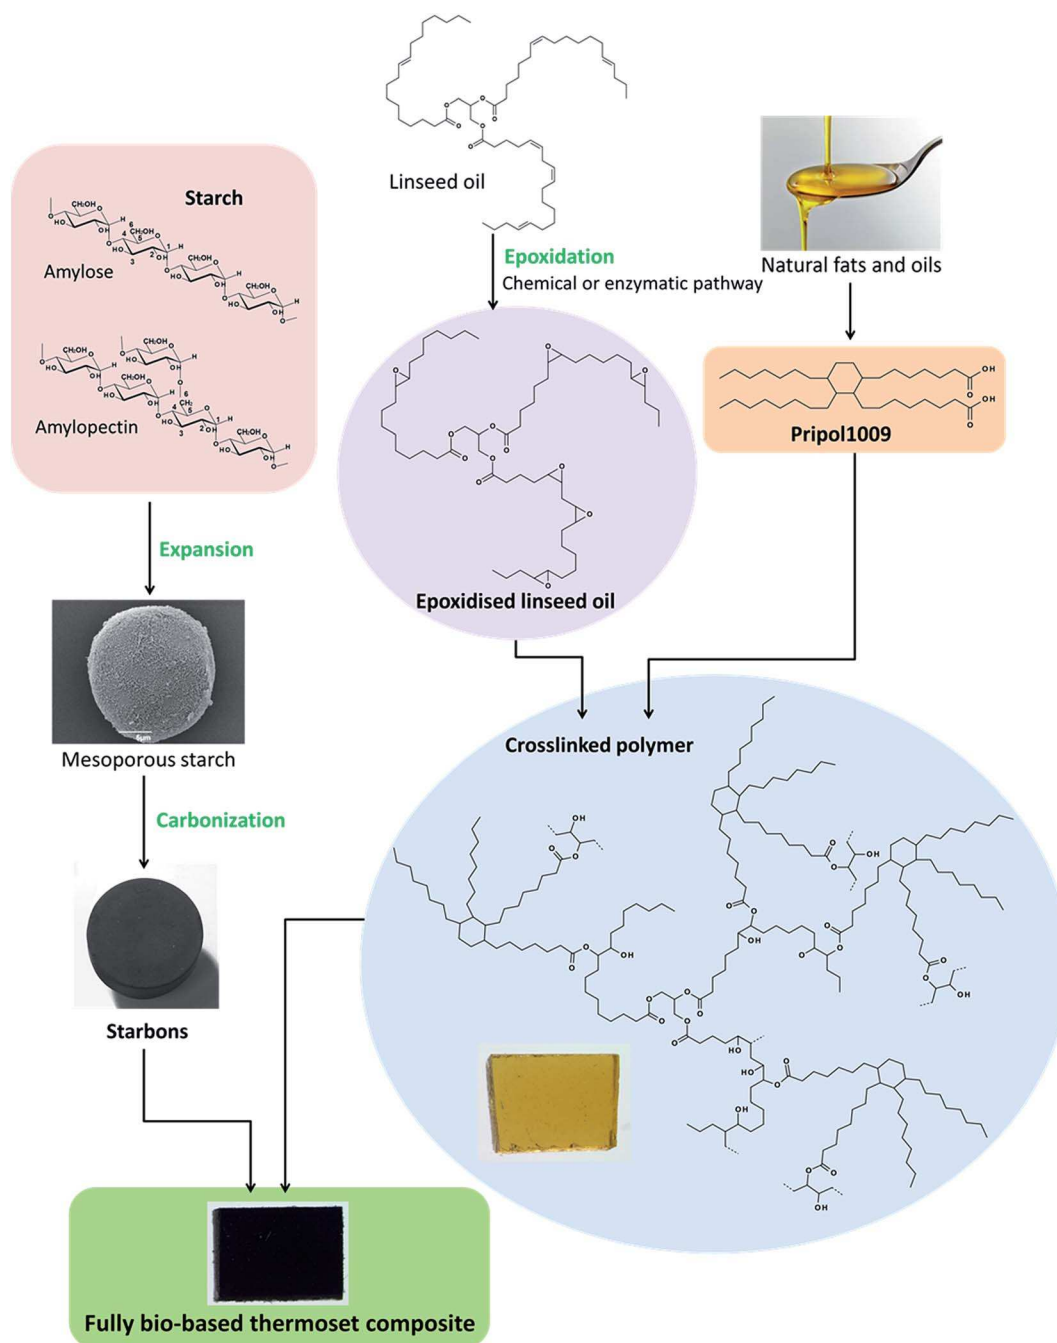 Linseed oil
Starch
Amylose
Amylopectin
Epoxidation
Chemical or enzymatic pathway
Natural fats and oils
Pripol1009
Epoxidised linseed oil
Expansion
5µm
Mesoporous starch
Carbonization
Starbons
Crosslinked polymer
Fully bio-based thermoset composite